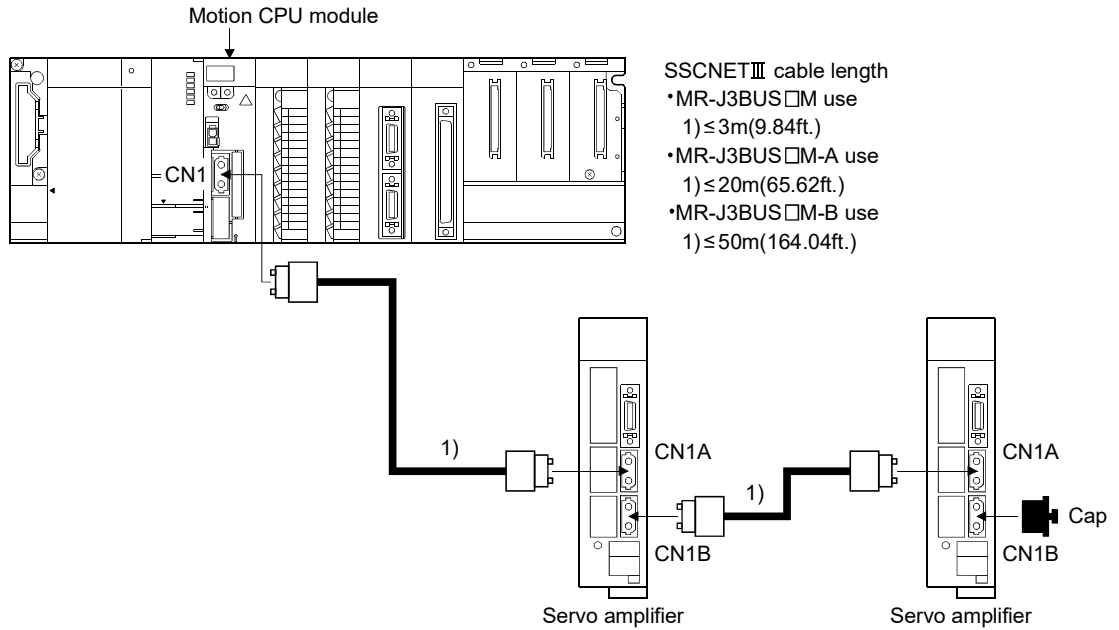 Motion CPU module
SSCNETⅢ cable length
•MR-J3BUS□M use
1)≤3m(9.84ft.)
•MR-J3BUS□M-A use
1)≤20m(65.62ft.)
•MR-J3BUS□M-B use
1)≤50m(164.04ft.)
CN1
1)
CN1A
CN1B
1)
CN1A
Cap
CN1B
Servo amplifier
Servo amplifier